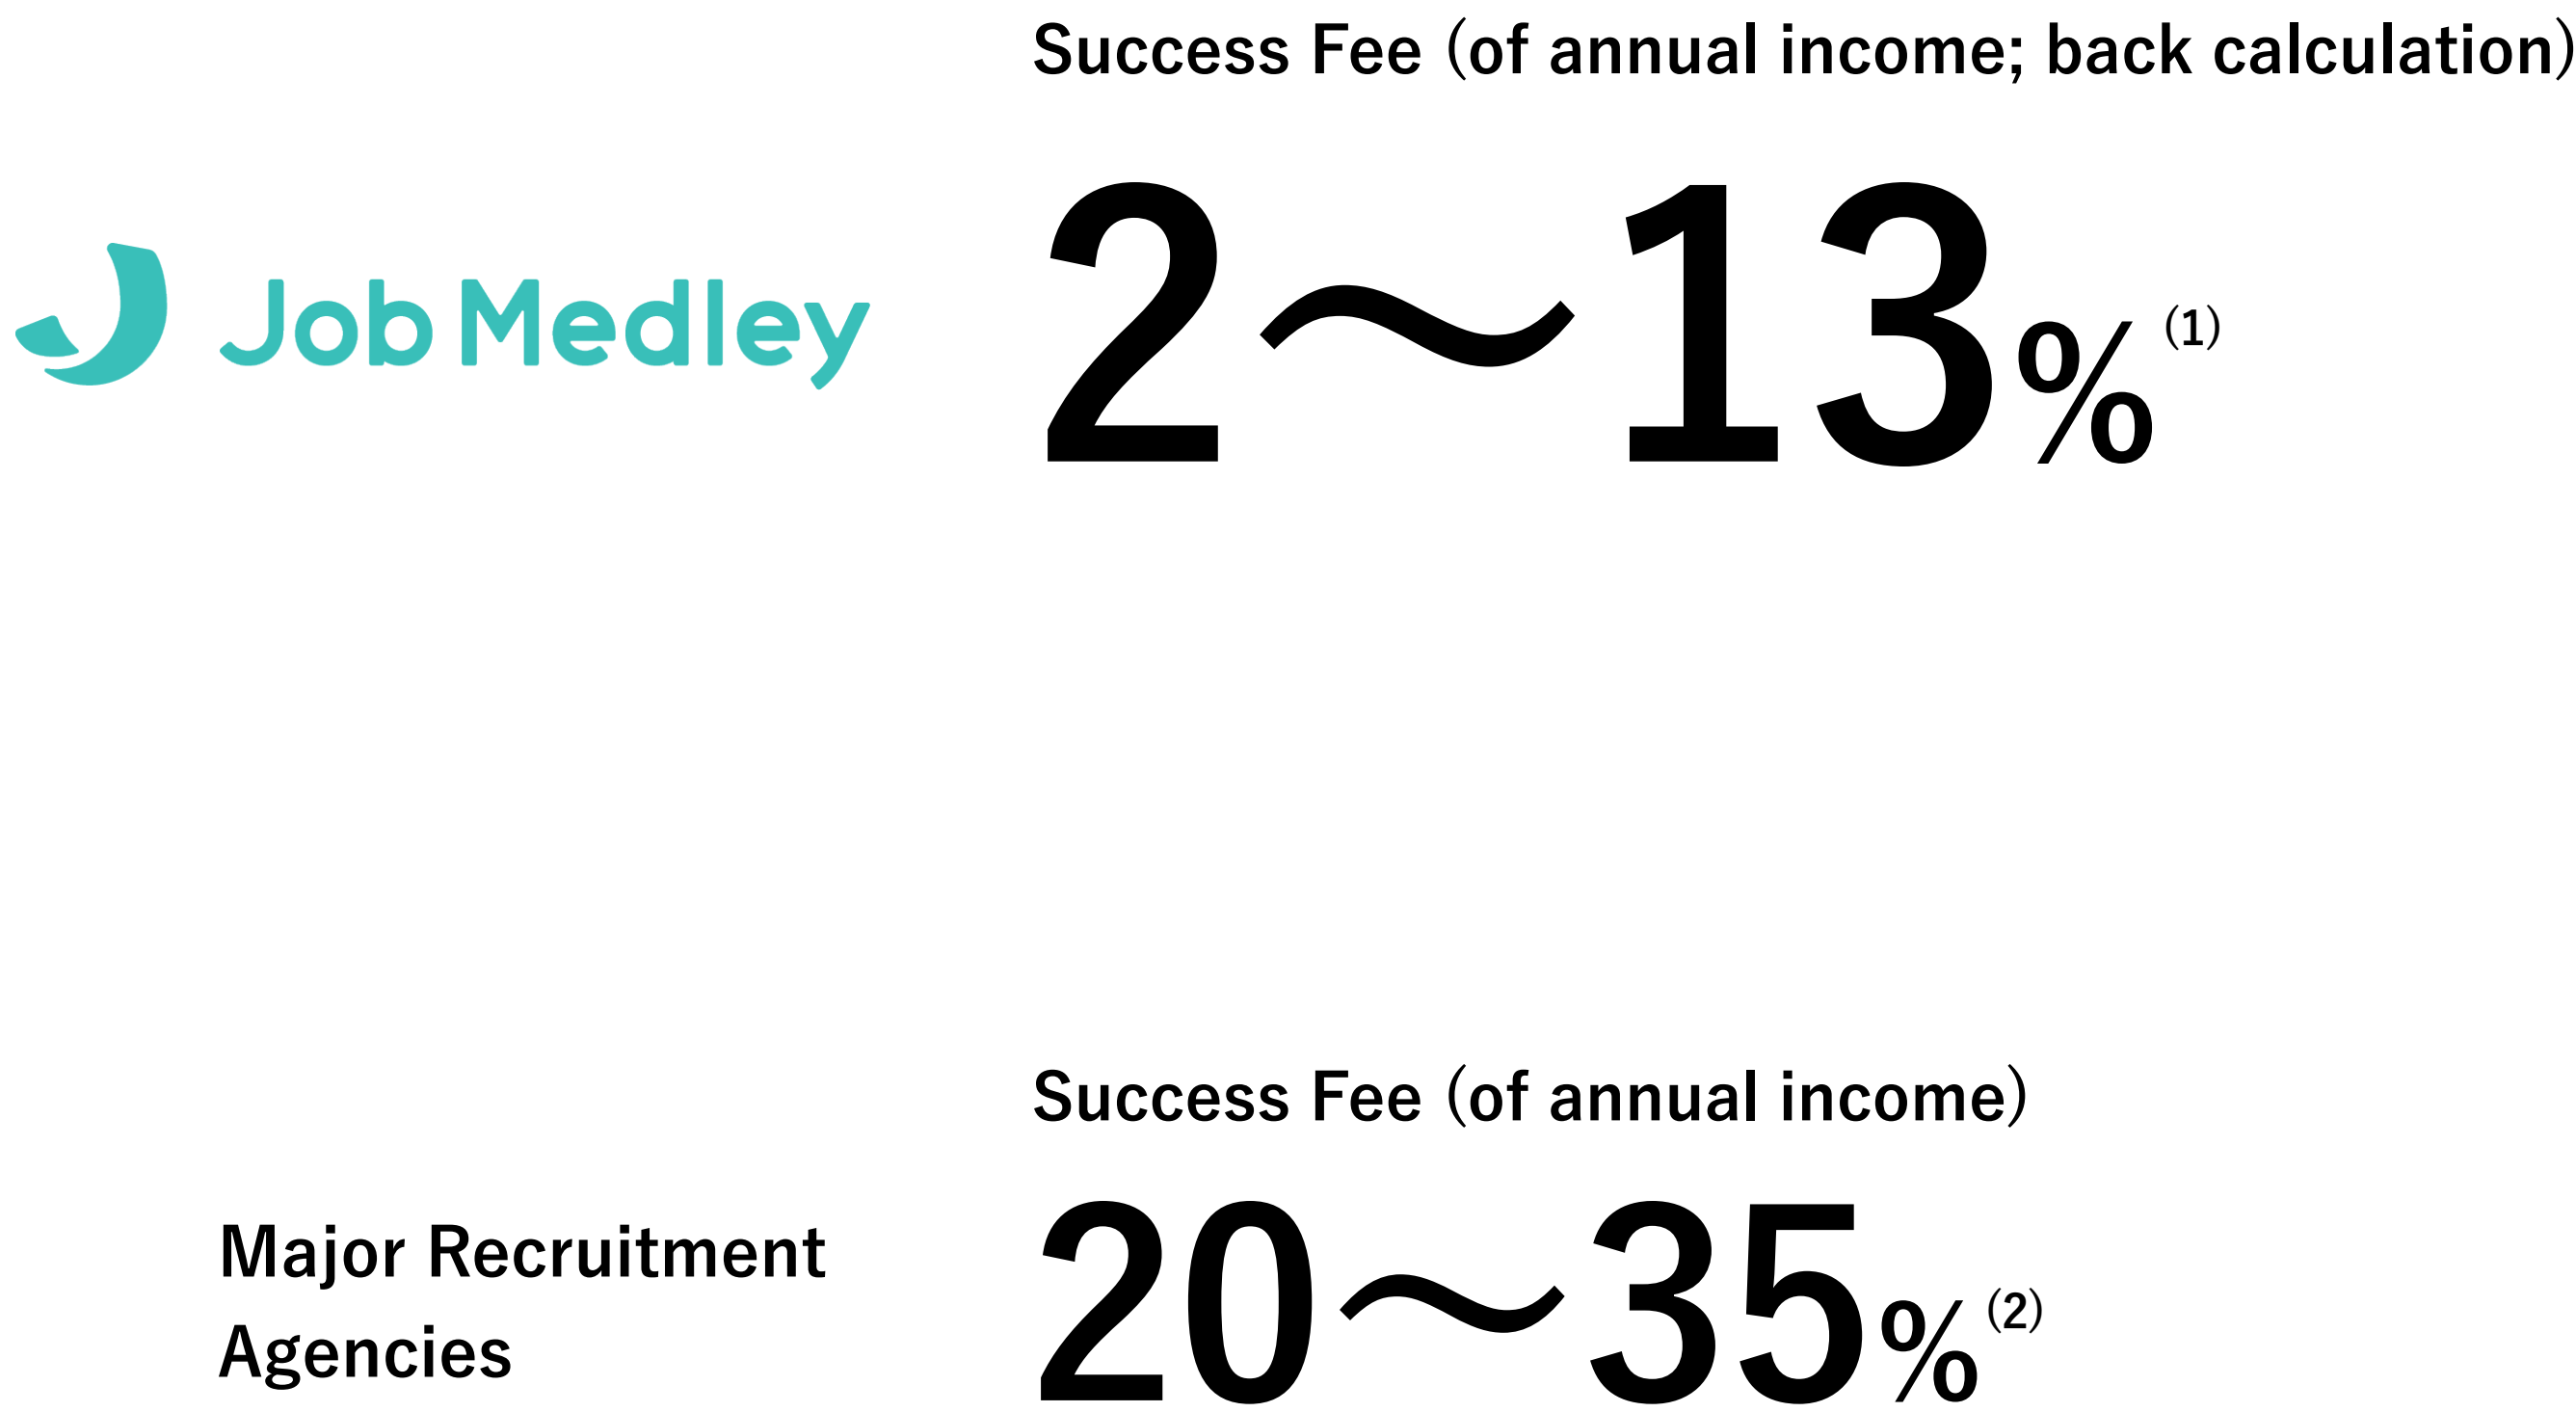 Success Fee (of annual income; back calculation)
Job Medley
2～13% (1)
Success Fee (of annual income)
Major Recruitment
Agencies
20～35% (2)